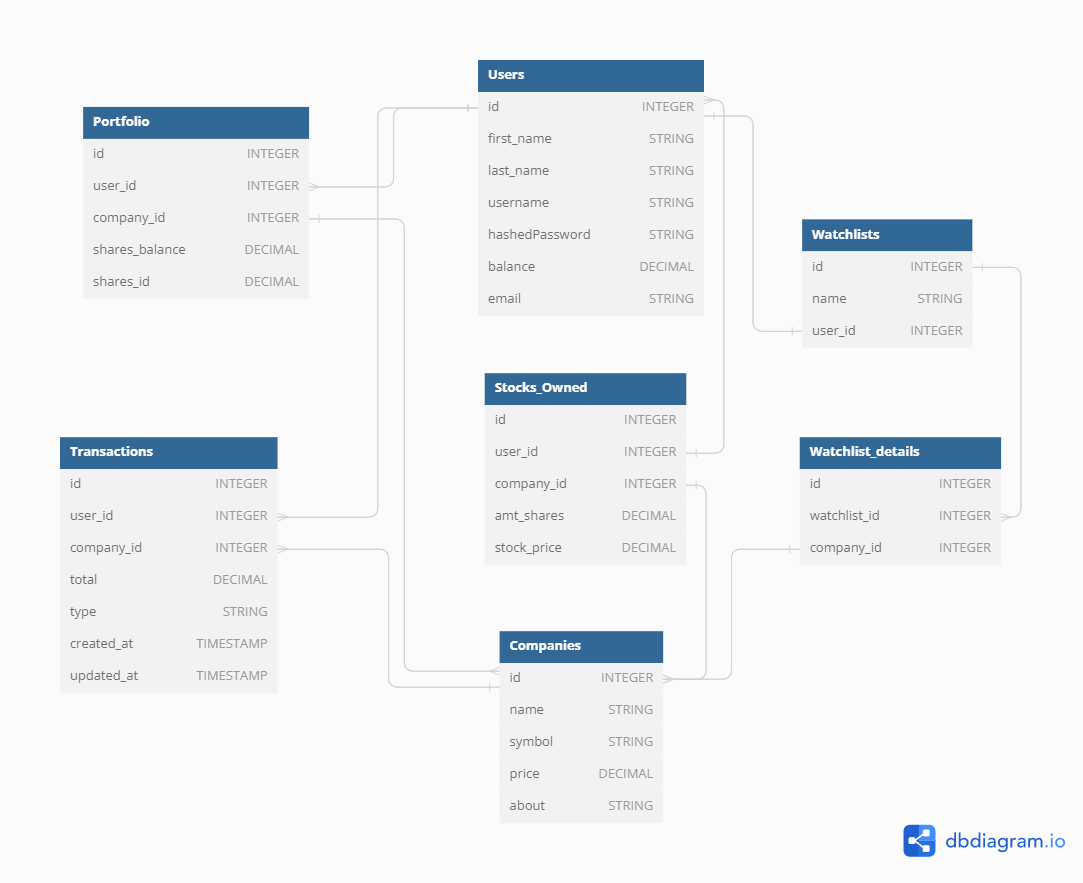 Users
id INTEGER
first_name STRING
last_name STRING
username STRING
hashedPassword STRING
balance DECIMAL
email STRING
Portfolio
id INTEGER
user_id INTEGER
company_id INTEGER
shares_balance DECIMAL
shares_id DECIMAL
Watchlists
id INTEGER
name STRING
user_id INTEGER
Stocks_Owned
id INTEGER
user_id INTEGER
company_id INTEGER
amt_shares DECIMAL
stock_price DECIMAL
Transactions
id INTEGER
user_id INTEGER
company_id INTEGER
total DECIMAL
type STRING
created_at TIMESTAMP
updated_at TIMESTAMP
Watchlist_details
id INTEGER
watchlist_id INTEGER
company_id INTEGER
Companies
id INTEGER
name STRING
symbol STRING
price DECIMAL
about STRING
dbdiagram.io